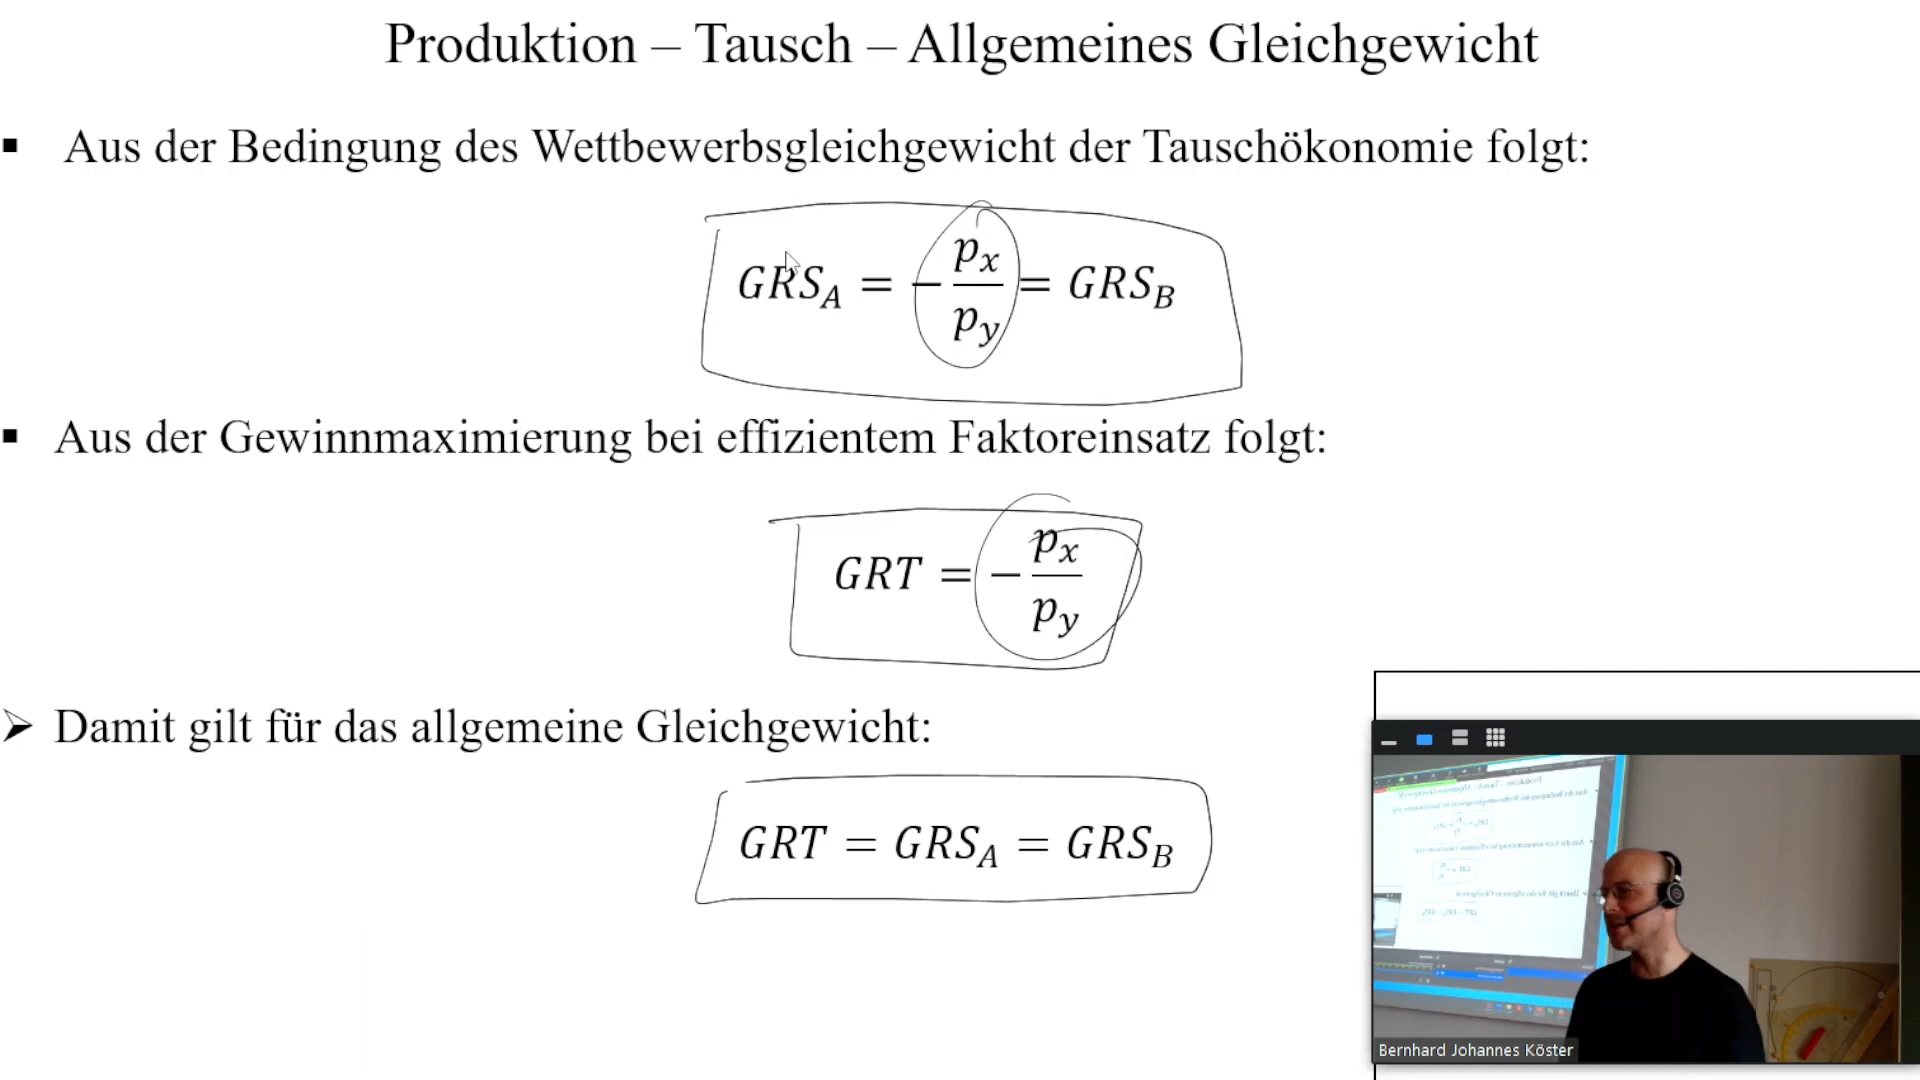 Produktion – Tausch – Allgemeines Gleichgewicht
▪ Aus der Bedingung des Wettbewerbsgleichgewicht der Tauschökonomie folgt:
GRS_A = − p_x / p_y = GRS_B
▪ Aus der Gewinnmaximierung bei effizientem Faktoreinsatz folgt:
GRT = − p_x / p_y
➢ Damit gilt für das allgemeine Gleichgewicht:
GRT = GRS_A = GRS_B
Bernhard Johannes Köster